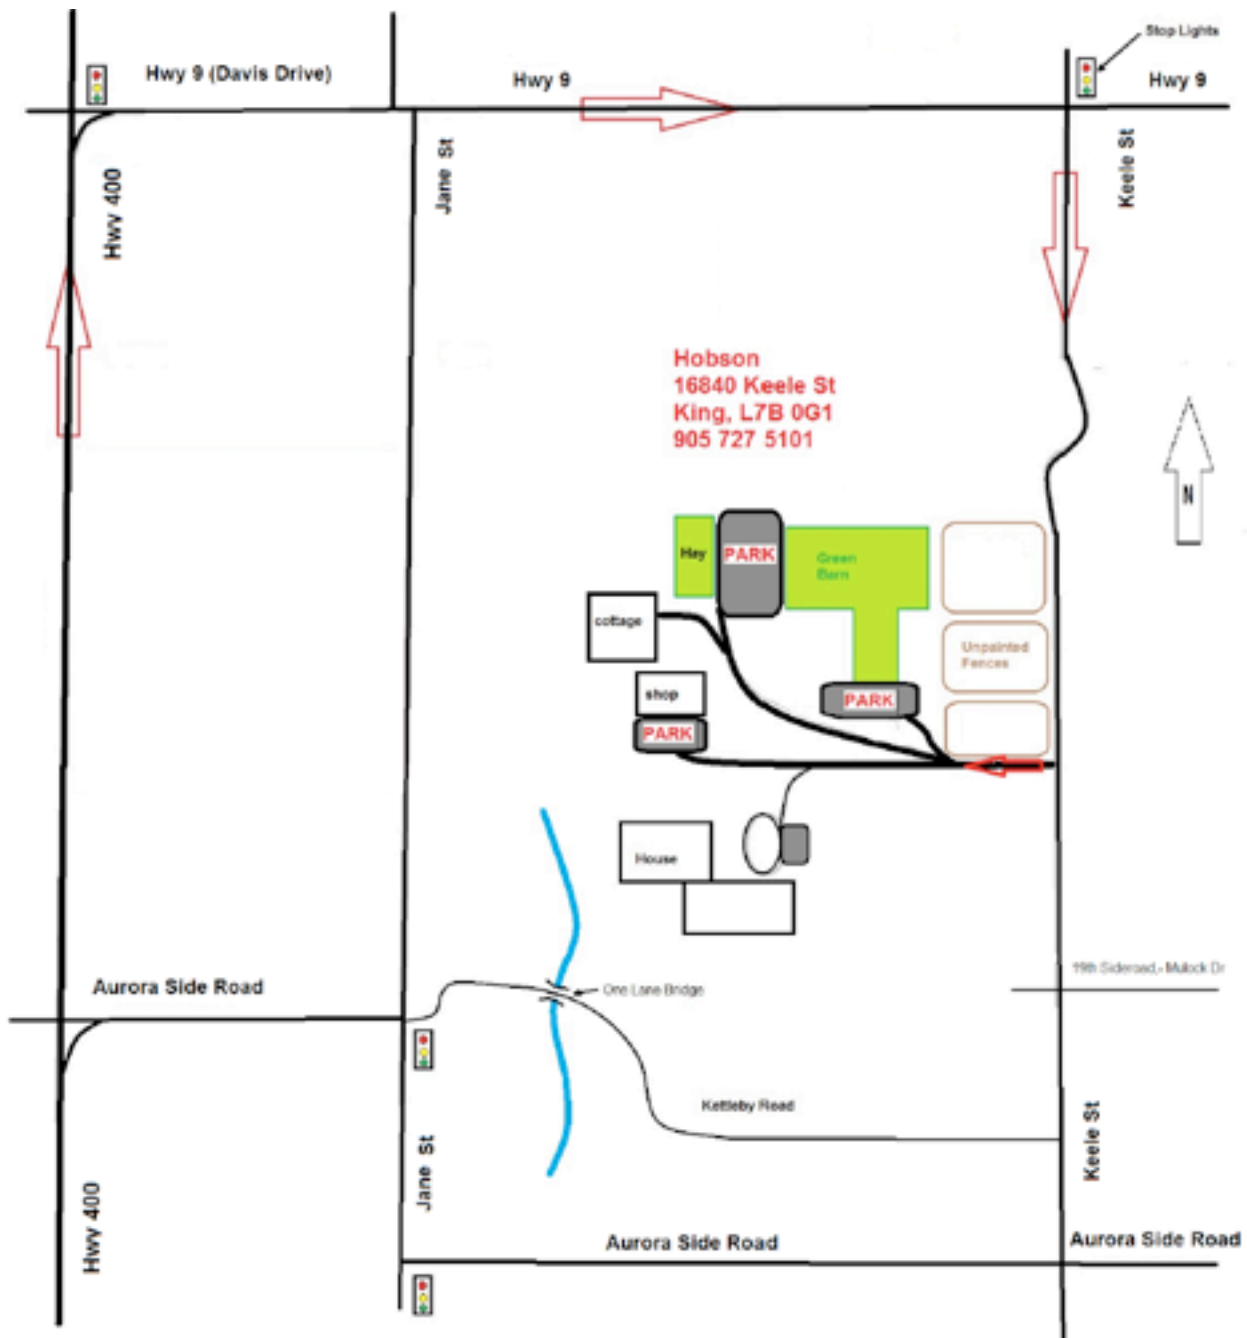 Stop Lights
Hwy 9 (Davis Drive)
Hwy 9
Hwy 9
Hwy 400
Jane St
Keele St
Hobson
16840 Keele St
King, L7B 0G1
905 727 5101
N
Hay
PARK
Green
Barn
cottage
Unpainted
Fences
shop
PARK
PARK
House
19th Sideroad,- Mulock Dr
Aurora Side Road
One Lane Bridge
Kettleby Road
Keele St
Jane St
Hwy 400
Aurora Side Road
Aurora Side Road